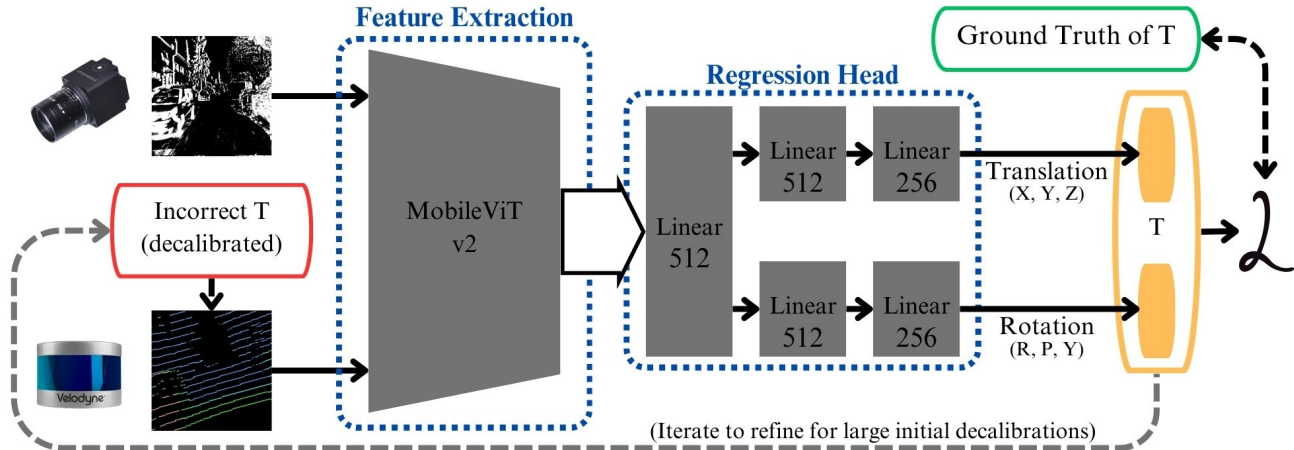 Feature Extraction
Ground Truth of T
Regression Head
Incorrect T
(decalibrated)
MobileViT
v2
Linear
512
Linear
512
Linear
256
Translation
(X, Y, Z)
Linear
512
Linear
256
Rotation
(R, P, Y)
T
ℒ
Velodyne
(Iterate to refine for large initial decalibrations)